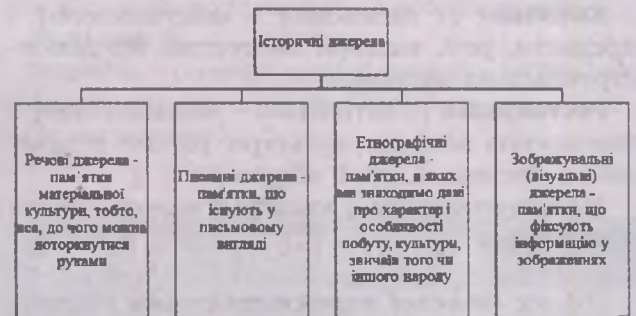 Історичні джерела
Речові джерела -
пам'ятки
матеріальної
культури, тобто,
вся, до чого можна
доторкнутися
руками
Писемні джерела -
пам'ятки, що
існують у
письмовому
вигляді
Етнографічні
джерела -
пам'ятки, в яких
ми знаходимо дані
про характер і
особливості
побуту, культури,
звичаїв того чи
іншого народу
Зображувальні
(візуальні)
джерела -
пам'ятки, що
фіксують
інформацію у
зображеннях